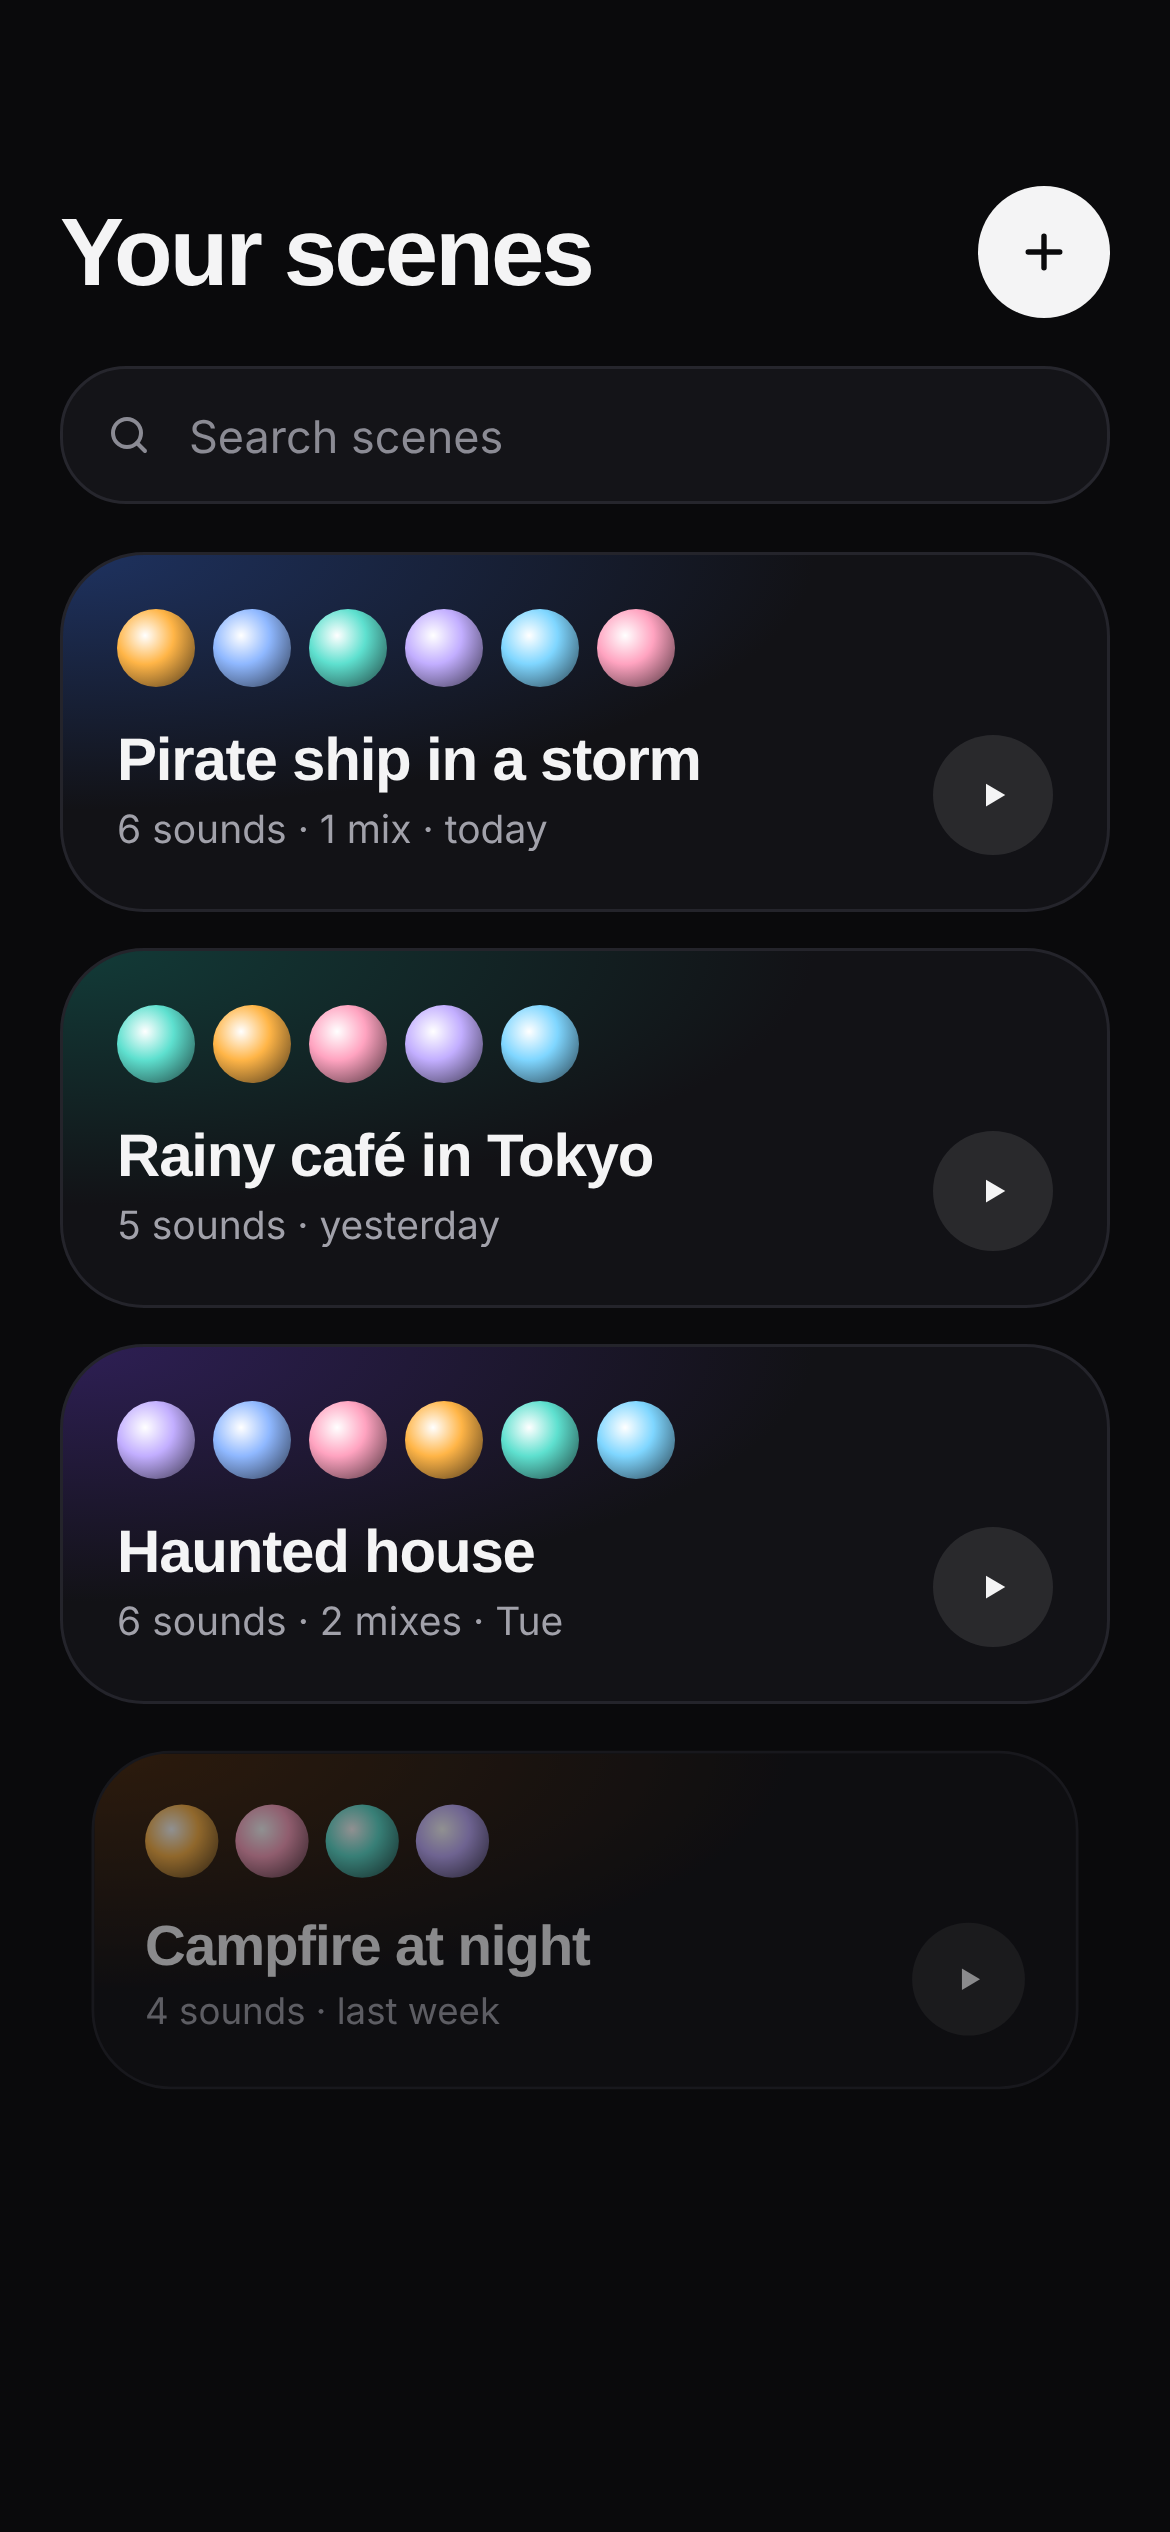 Your scenes
Search scenes
Pirate ship in a storm
6 sounds · 1 mix · today
Rainy café in Tokyo
5 sounds · yesterday
Haunted house
6 sounds · 2 mixes · Tue
Campfire at night
4 sounds · last week